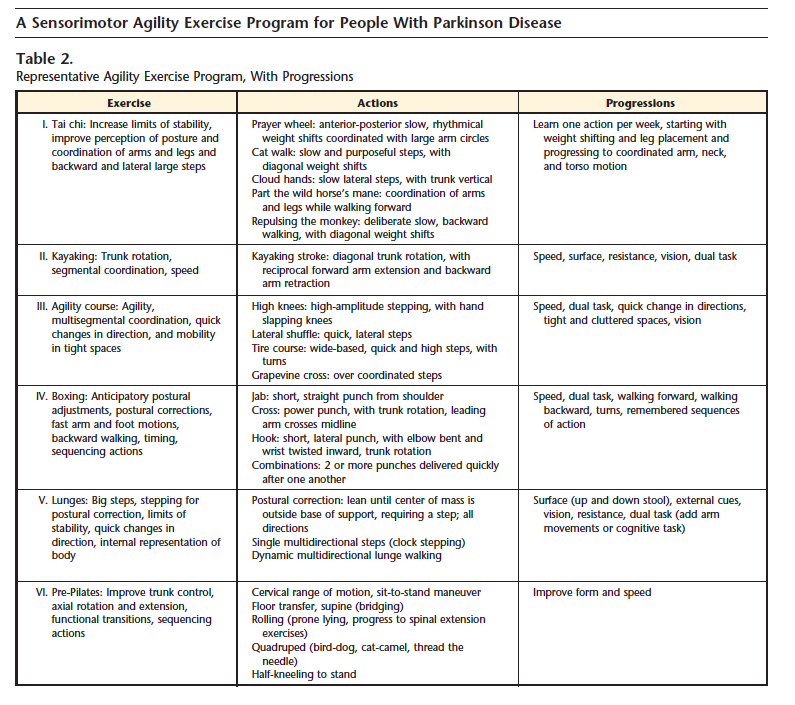 A Sensorimotor Agility Exercise Program for People With Parkinson Disease
Table 2.
Representative Agility Exercise Program, With Progressions
Exercise
Actions
Progressions
I. Tai chi: Increase limits of stability,
improve perception of posture and
coordination of arms and legs and
backward and lateral large steps
Prayer wheel: anterior-posterior slow, rhythmical
weight shifts coordinated with large arm circles
Cat walk: slow and purposeful steps, with
diagonal weight shifts
Cloud hands: slow lateral steps, with trunk vertical
Part the wild horse's mane: coordination of arms
and legs while walking forward
Repulsing the monkey: deliberate slow, backward
walking, with diagonal weight shifts
Learn one action per week, starting with
weight shifting and leg placement and
progressing to coordinated arm, neck,
and torso motion
II. Kayaking: Trunk rotation,
segmental coordination, speed
Kayaking stroke: diagonal trunk rotation, with
reciprocal forward arm extension and backward
arm retraction
Speed, surface, resistance, vision, dual task
III. Agility course: Agility,
multisegmental coordination, quick
changes in direction, and mobility
in tight spaces
High knees: high-amplitude stepping, with hand
slapping knees
Lateral shuffle: quick, lateral steps
Tire course: wide-based, quick and high steps, with
turns
Grapevine cross: over coordinated steps
Speed, dual task, quick change in directions,
tight and cluttered spaces, vision
IV. Boxing: Anticipatory postural
adjustments, postural corrections,
fast arm and foot motions,
backward walking, timing,
sequencing actions
Jab: short, straight punch from shoulder
Cross: power punch, with trunk rotation, leading
arm crosses midline
Hook: short, lateral punch, with elbow bent and
wrist twisted inward, trunk rotation
Combinations: 2 or more punches delivered quickly
after one another
Speed, dual task, walking forward, walking
backward, turns, remembered sequences
of action
V. Lunges: Big steps, stepping for
postural correction, limits of
stability, quick changes in
direction, internal representation of
body
Postural correction: lean until center of mass is
outside base of support, requiring a step; all
directions
Single multidirectional steps (clock stepping)
Dynamic multidirectional lunge walking
Surface (up and down stool), external cues,
vision, resistance, dual task (add arm
movements or cognitive task)
VI. Pre-Pilates: Improve trunk control,
axial rotation and extension,
functional transitions, sequencing
actions
Cervical range of motion, sit-to-stand maneuver
Floor transfer, supine (bridging)
Rolling (prone lying, progress to spinal extension
exercises)
Quadruped (bird-dog, cat-camel, thread the
needle)
Half-kneeling to stand
Improve form and speed